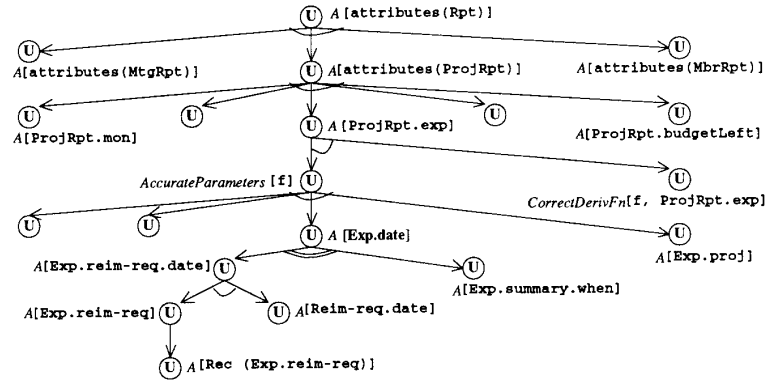 U A[attributes(Rpt)]
U U U
A[attributes(MtgRpt)] A[attributes(ProjRpt)] A[attributes(MbrRpt)]
U U U U
A[ProjRpt.mon] U A [ProjRpt.exp] A[ProjRpt.budgetLeft]
AccurateParameters [f] U U
CorrectDerivFn[f, ProjRpt.exp]
U U U A [Exp.date] U
A[Exp.reim-req.date] U U A[Exp.proj]
A[Exp.summary.when]
A[Exp.reim-req] U U A[Reim-req.date]
U A[Rec (Exp.reim-req)]